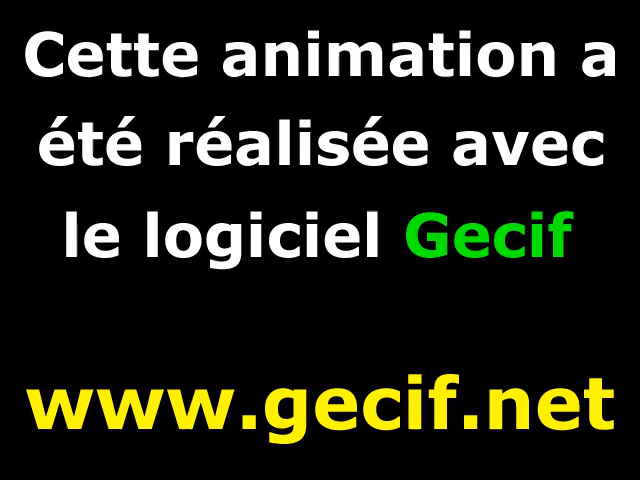 Cette animation a
été réalisée avec
le logiciel Gecif
www.gecif.net